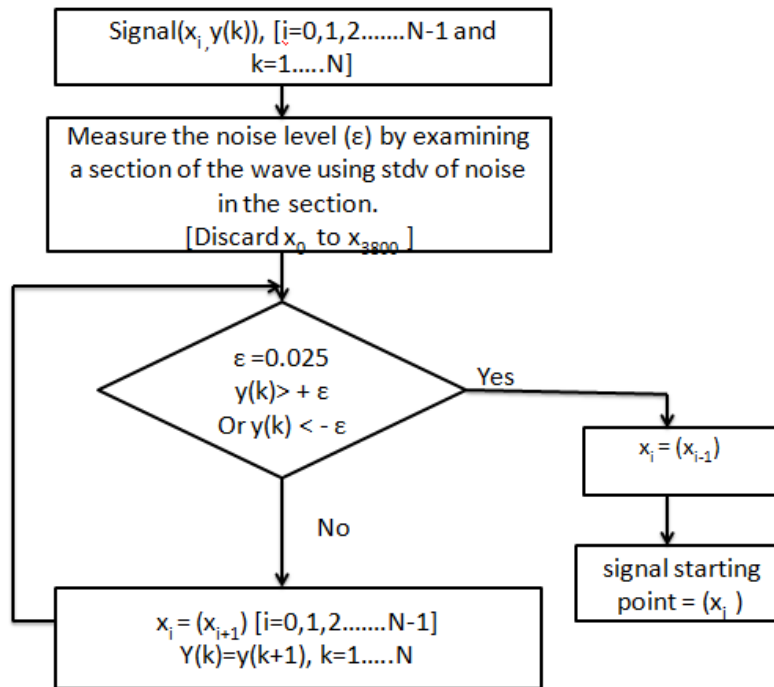 Signal(xᵢ,y(k)), [i=0,1,2.......N-1 and
k=1.....N]
Measure the noise level (ε) by examining
a section of the wave using stdv of noise
in the section.
[Discard x₀ to x₃₈₀₀ ]
ε =0.025
y(k)> + ε
Or y(k) < - ε
Yes
xᵢ = (xᵢ₋₁)
signal starting
point = (xᵢ )
No
xᵢ = (xᵢ₊₁) [i=0,1,2.......N-1]
Y(k)=y(k+1), k=1.....N